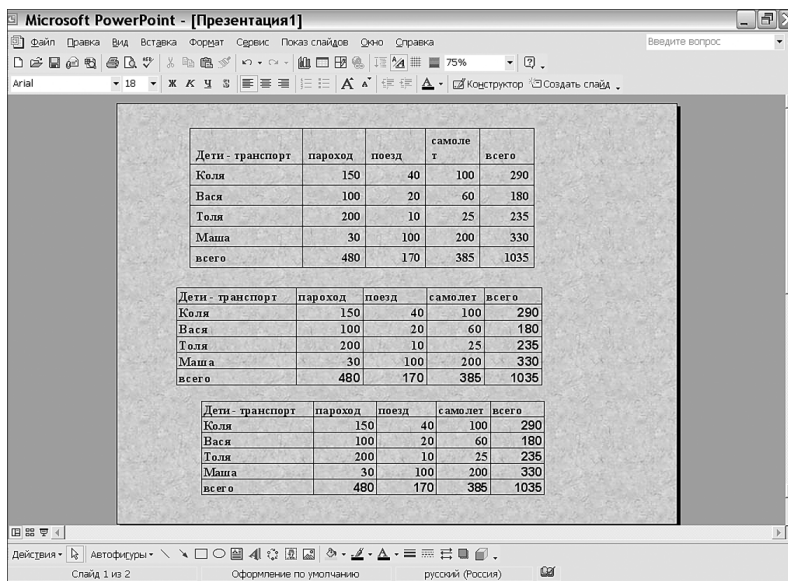 Microsoft PowerPoint - [Презентация1]
Файл Правка Вид Вставка Формат Сервис Показ слайдов Окно Справка Введите вопрос
75%
Arial 18 Ж К Ч S Конструктор Создать слайд
Дети - транспорт пароход поезд самоле
т всего
Коля 150 40 100 290
Вася 100 20 60 180
Толя 200 10 25 235
Маша 30 100 200 330
всего 480 170 385 1035
Дети - транспорт пароход поезд самолет всего
Коля 150 40 100 290
Вася 100 20 60 180
Толя 200 10 25 235
Маша 30 100 200 330
всего 480 170 385 1035
Дети - транспорт пароход поезд самолет всего
Коля 150 40 100 290
Вася 100 20 60 180
Толя 200 10 25 235
Маша 30 100 200 330
всего 480 170 385 1035
Действия Автофигуры
Слайд 1 из 2 Оформление по умолчанию русский (Россия)